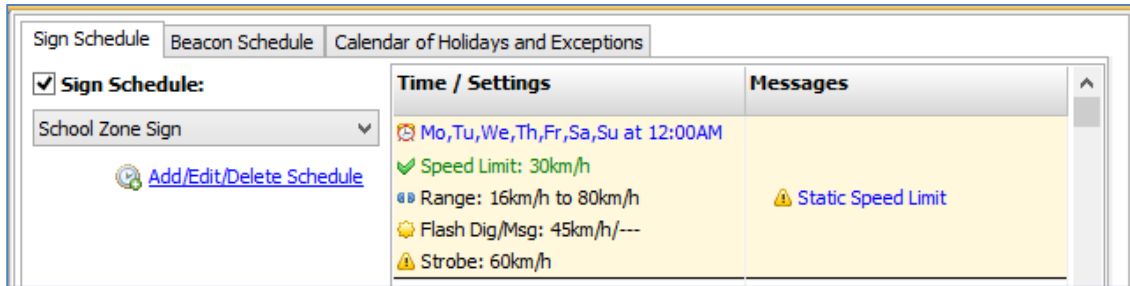 Sign Schedule Beacon Schedule Calendar of Holidays and Exceptions
Sign Schedule:
School Zone Sign
Add/Edit/Delete Schedule
Time / Settings Messages
Mo,Tu,We,Th,Fr,Sa,Su at 12:00AM
Speed Limit: 30km/h
Range: 16km/h to 80km/h
Flash Dig/Msg: 45km/h/---
Strobe: 60km/h
Static Speed Limit